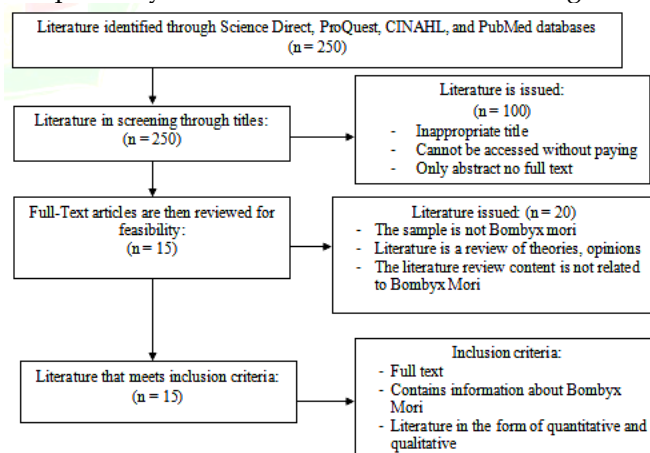 Literature identified through Science Direct, ProQuest, CINAHL, and PubMed databases
(n = 250)
Literature is issued:
(n = 100)
- Inappropriate title
- Cannot be accessed without paying
- Only abstract no full text
Literature in screening through titles:
(n = 250)
Full-Text articles are then reviewed for
feasibility:
(n = 15)
Literature issued: (n = 20)
- The sample is not Bombyx mori
- Literature is a review of theories, opinions
- The literature review content is not related
to Bombyx Mori
Literature that meets inclusion criteria:
(n = 15)
Inclusion criteria:
- Full text
- Contains information about Bombyx
Mori
- Literature in the form of quantitative and
qualitative